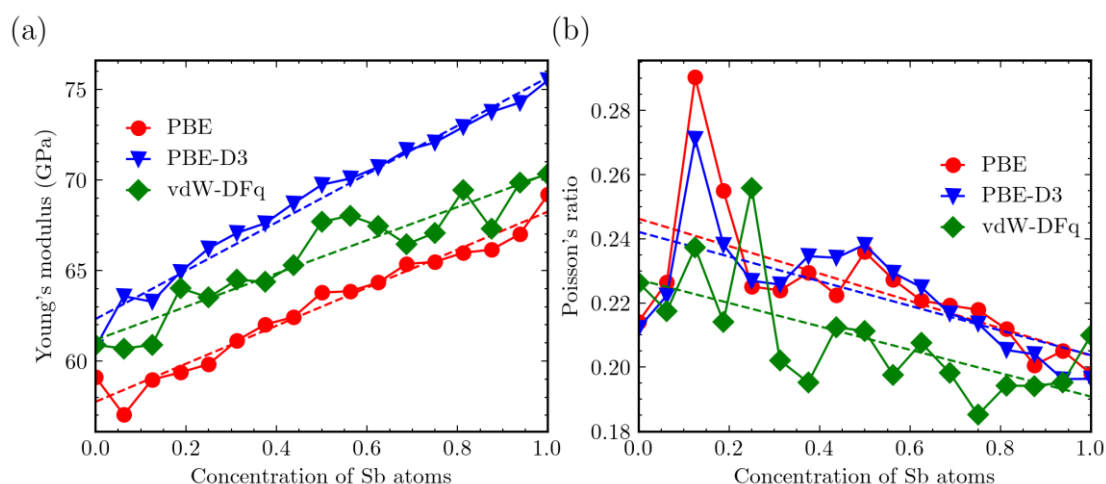 (a)
Young's modulus (GPa)
75
70
65
60
PBE
PBE-D3
vdW-DFq
0.0 0.2 0.4 0.6 0.8 1.0
Concentration of Sb atoms
(b)
Poisson's ratio
0.28
0.26
0.24
0.22
0.20
0.18
PBE
PBE-D3
vdW-DFq
0.0 0.2 0.4 0.6 0.8 1.0
Concentration of Sb atoms